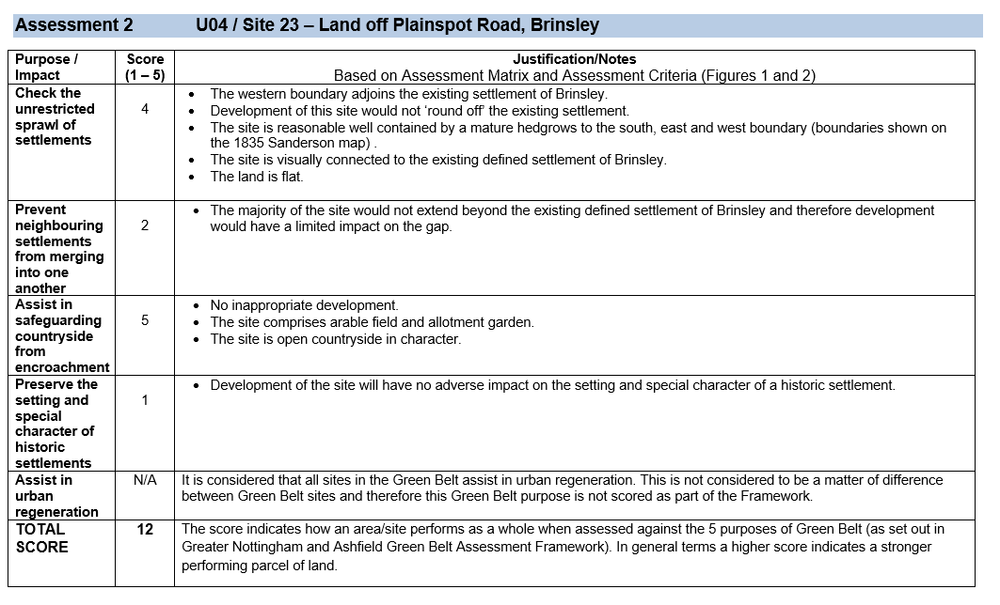 Assessment 2 U04 / Site 23 – Land off Plainspot Road, Brinsley
Purpose /
Impact
Score
(1 – 5)
Justification/Notes
Based on Assessment Matrix and Assessment Criteria (Figures 1 and 2)
Check the
unrestricted
sprawl of
settlements
4
• The western boundary adjoins the existing settlement of Brinsley.
• Development of this site would not ‘round off’ the existing settlement.
• The site is reasonable well contained by a mature hedgrows to the south, east and west boundary (boundaries shown on
the 1835 Sanderson map) .
• The site is visually connected to the existing defined settlement of Brinsley.
• The land is flat.
Prevent
neighbouring
settlements
from merging
into one
another
2
• The majority of the site would not extend beyond the existing defined settlement of Brinsley and therefore development
would have a limited impact on the gap.
Assist in
safeguarding
countryside
from
encroachment
5
• No inappropriate development.
• The site comprises arable field and allotment garden.
• The site is open countryside in character.
Preserve the
setting and
special
character of
historic
settlements
1
• Development of the site will have no adverse impact on the setting and special character of a historic settlement.
Assist in
urban
regeneration
N/A
It is considered that all sites in the Green Belt assist in urban regeneration. This is not considered to be a matter of difference
between Green Belt sites and therefore this Green Belt purpose is not scored as part of the Framework.
TOTAL
SCORE
12
The score indicates how an area/site performs as a whole when assessed against the 5 purposes of Green Belt (as set out in
Greater Nottingham and Ashfield Green Belt Assessment Framework). In general terms a higher score indicates a stronger
performing parcel of land.